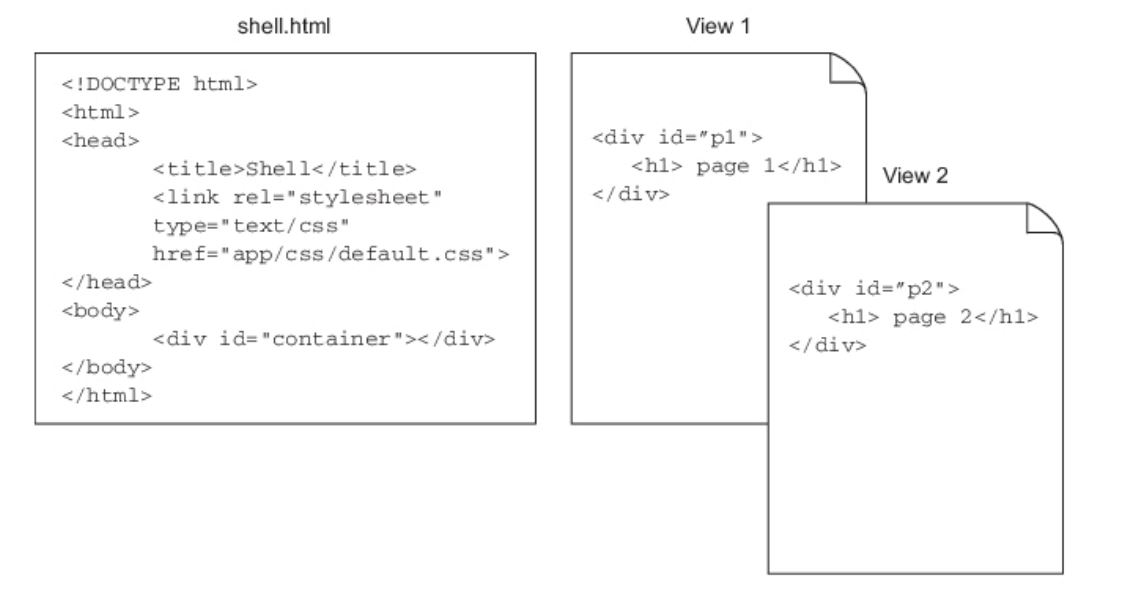 shell.html
<!DOCTYPE html>
<html>
<head>
<title>Shell</title>
<link rel="stylesheet"
type="text/css"
href="app/css/default.css">
</head>
<body>
<div id="container"></div>
</body>
</html>
View 1
<div id="p1">
<h1> page 1</h1>
</div>
View 2
<div id="p2">
<h1> page 2</h1>
</div>